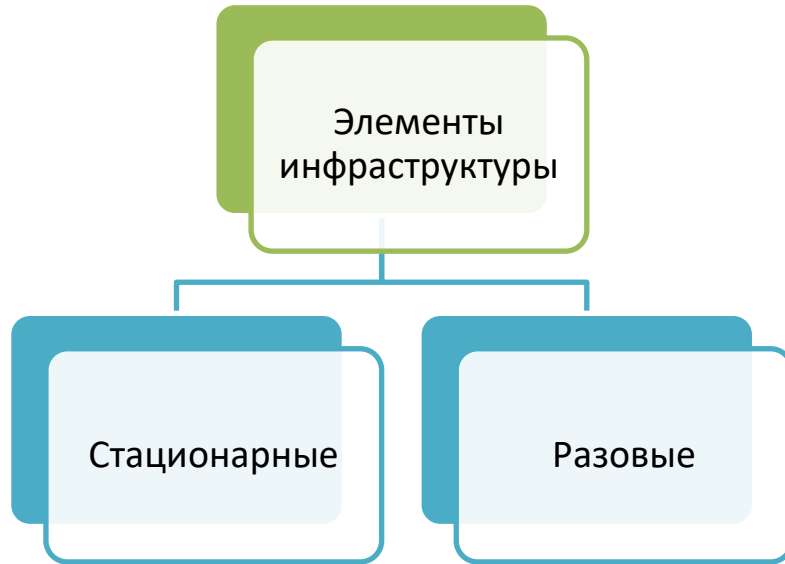 Элементы
инфраструктуры
Стационарные
Разовые